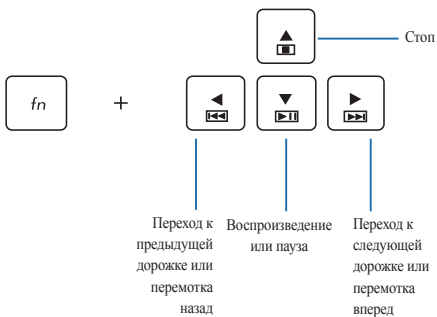 Стоп
fn
+
Переход к
предыдущей
дорожке или
перемотка
назад
Воспроизведение
или пауза
Переход к
следующей
дорожке или
перемотка
вперед